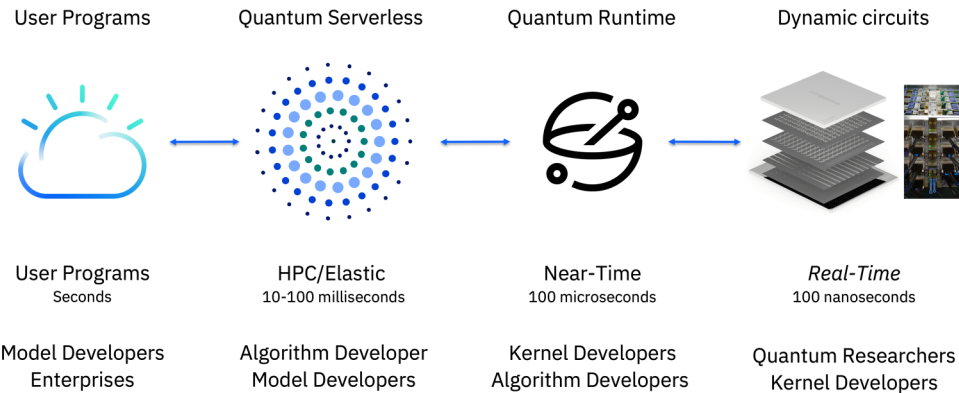 User Programs
Quantum Serverless
Quantum Runtime
Dynamic circuits
User Programs
Seconds
HPC/Elastic
10-100 milliseconds
Near-Time
100 microseconds
Real-Time
100 nanoseconds
Model Developers
Enterprises
Algorithm Developer
Model Developers
Kernel Developers
Algorithm Developers
Quantum Researchers
Kernel Developers